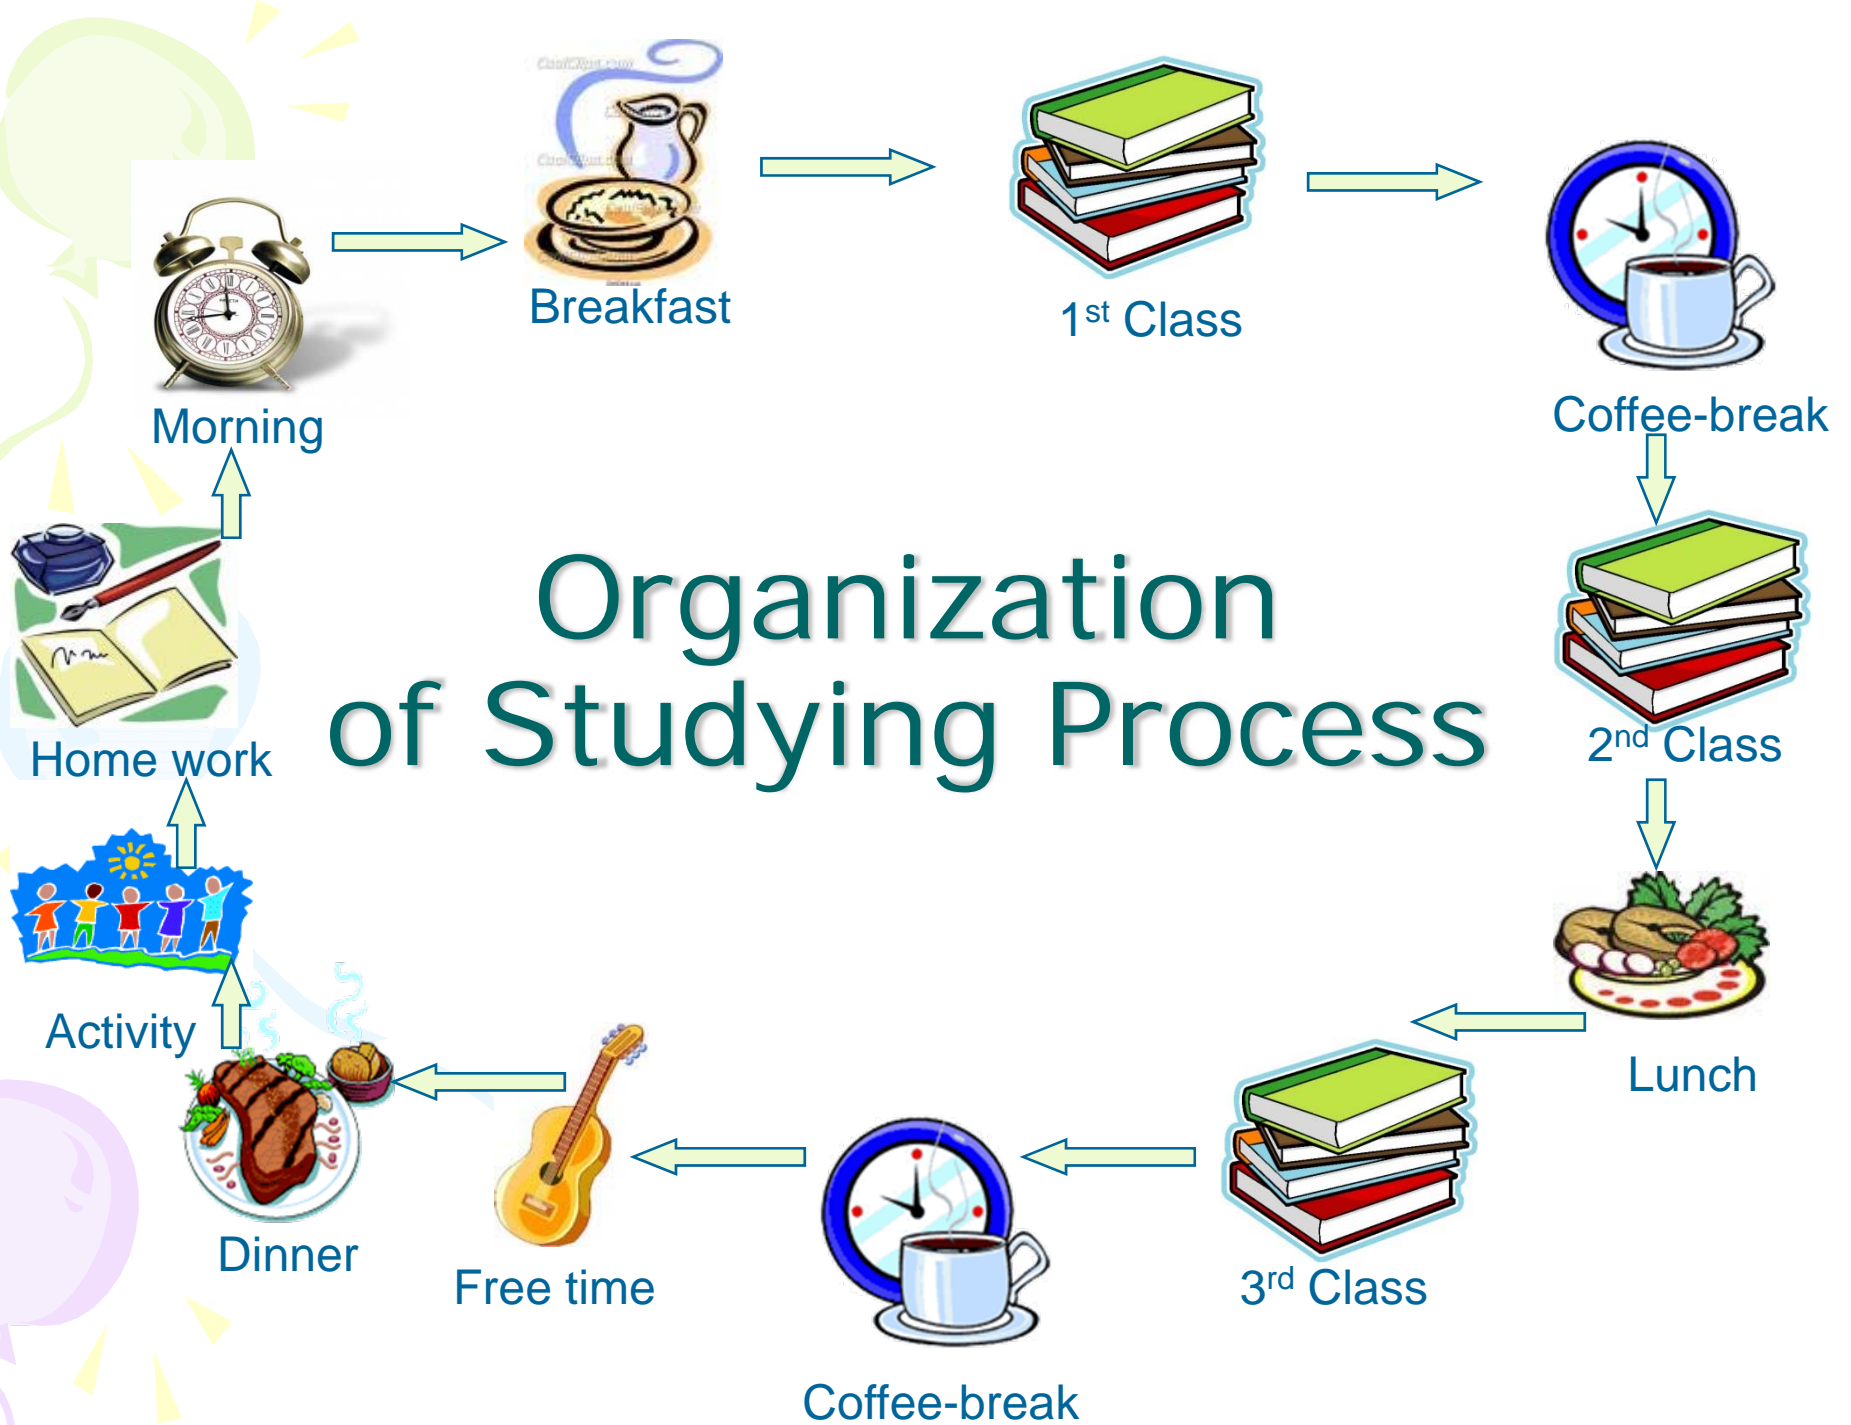 Breakfast
1st Class
Coffee-break
Morning
Organization
of Studying Process
2nd Class
Home work
Activity
Lunch
Dinner
Free time
3rd Class
Coffee-break